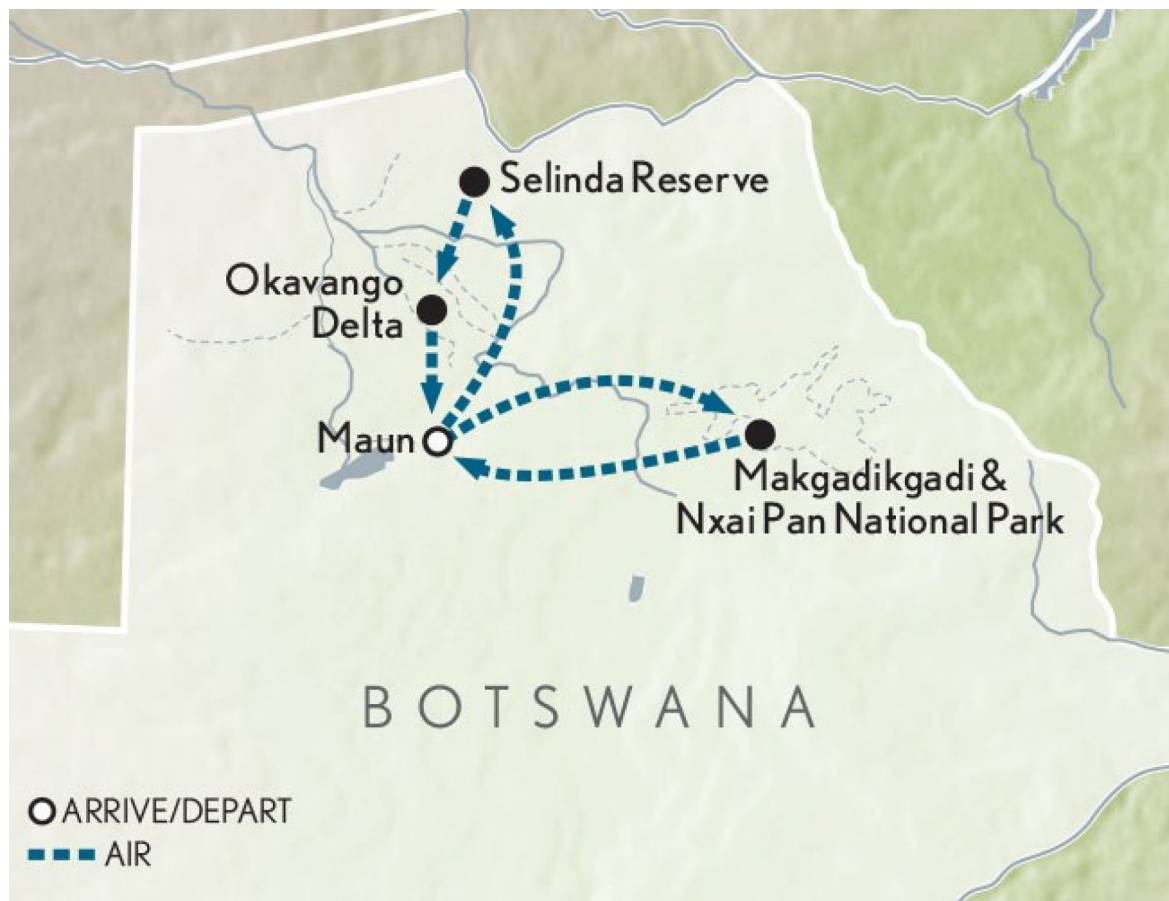 Selinda Reserve
Okavango
Delta
Maun
Makgadikgadi &
Nxai Pan National Park
BOTSWANA
ARRIVE/DEPART
AIR